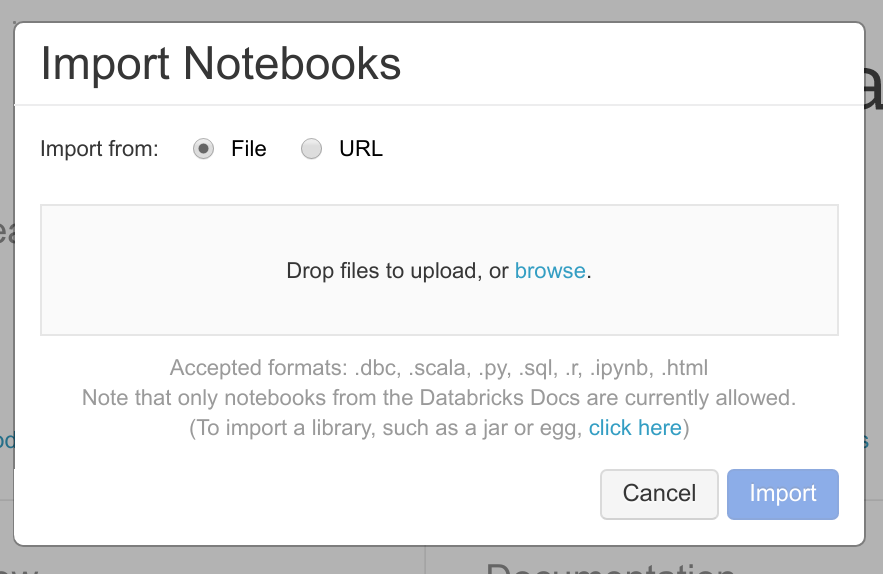 Import Notebooks
Import from: File URL
Drop files to upload, or browse.
Accepted formats: .dbc, .scala, .py, .sql, .r, .ipynb, .html
Note that only notebooks from the Databricks Docs are currently allowed.
(To import a library, such as a jar or egg, click here)
Cancel Import